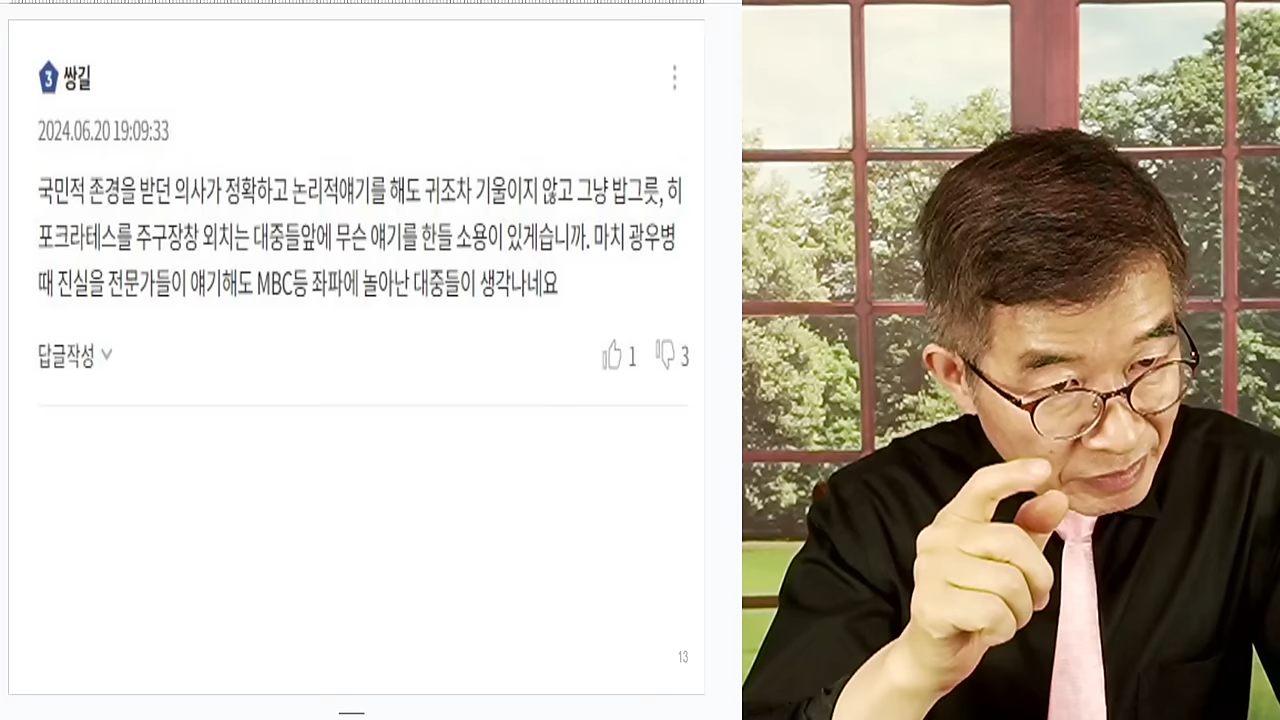 3 쌍길
2024.06.20 19:09:33
국민적 존경을 받던 의사가 정확하고 논리적얘기를 해도 귀조차 기울이지 않고 그냥 밥그릇, 히
포크라테스를 주구장창 외치는 대중들앞에 무슨 얘기를 한들 소용이 있게습니까. 마치 광우병
때 진실을 전문가들이 얘기해도 MBC등 좌파에 놀아난 대중들이 생각나네요
답글작성
1 3
13